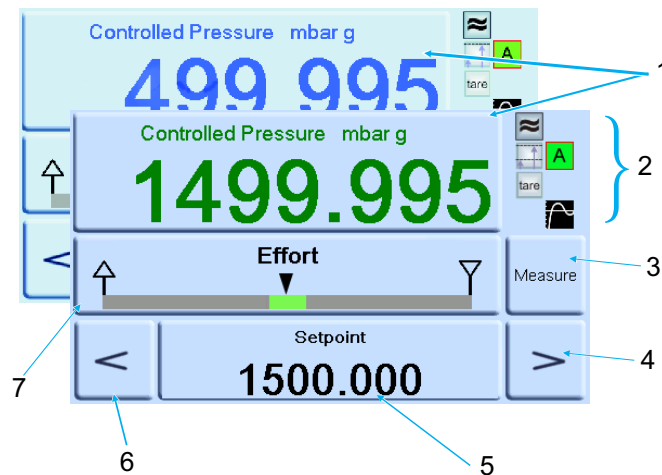 Controlled Pressure mbar g
499.995
A
tare
1
Controlled Pressure mbar g
1499.995
A
tare
2
Effort
Measure
3
<
Setpoint
1500.000
>
4
<
7
6
5